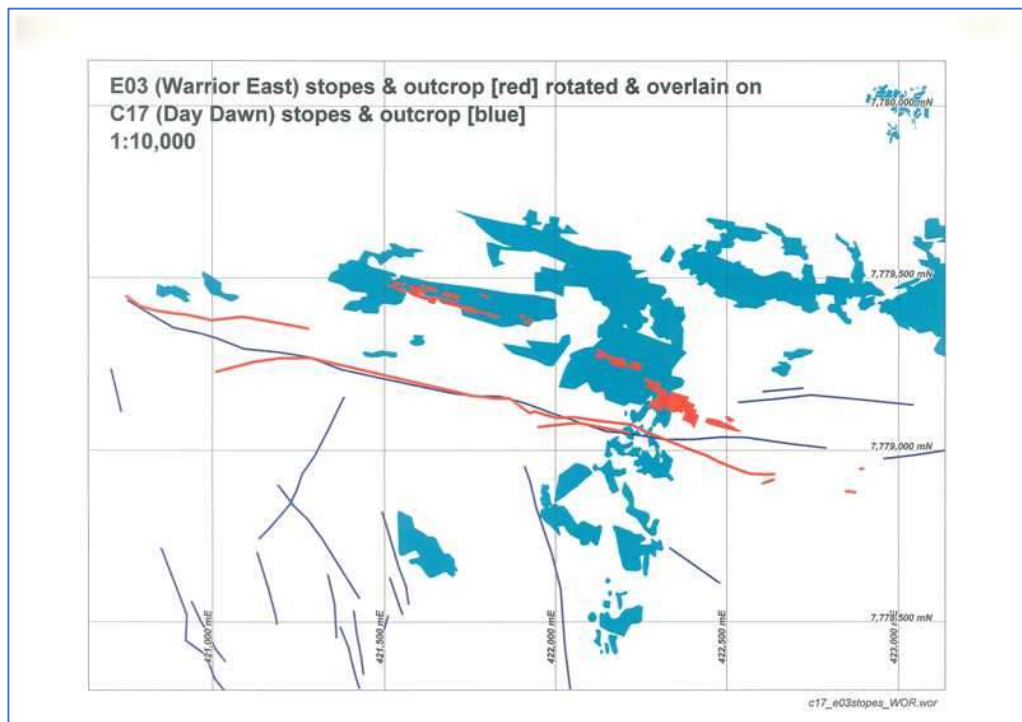 E03 (Warrior East) stopes & outcrop [red] rotated & overlain on
C17 (Day Dawn) stopes & outcrop [blue]
1:10,000
7,780,000 mN
7,779,500 mN
7,779,000 mN
7,778,500 mN
421,000 mE
421,500 mE
422,000 mE
422,500 mE
423,000 mE
c17_e03stopes_WOR.wor